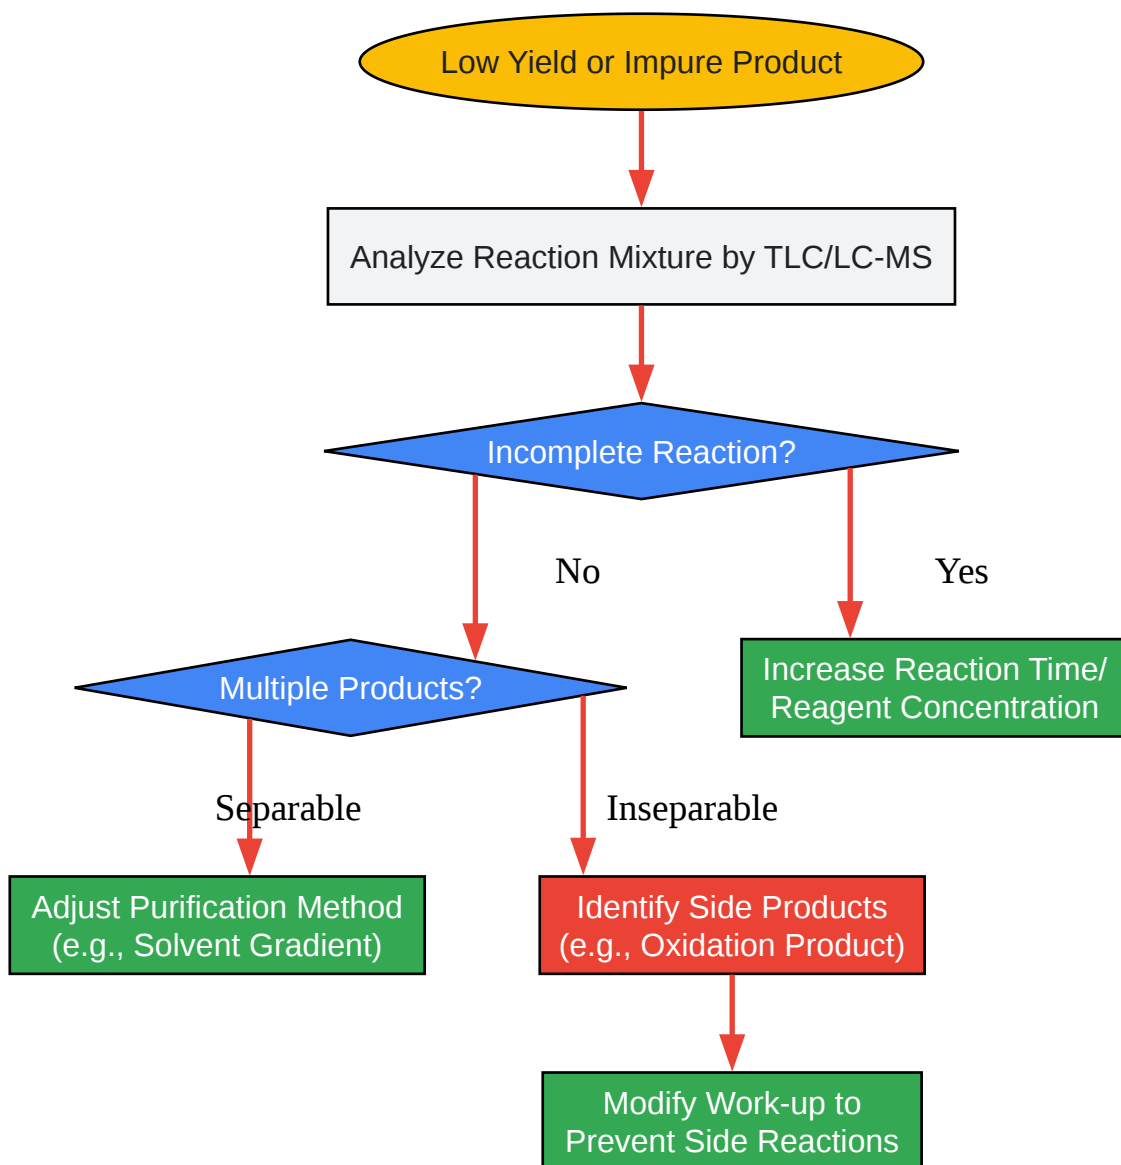 Low Yield or Impure Product
Analyze Reaction Mixture by TLC/LC-MS
Incomplete Reaction?
No
Yes
Multiple Products?
Increase Reaction Time/
Reagent Concentration
Separable
Inseparable
Adjust Purification Method
(e.g., Solvent Gradient)
Identify Side Products
(e.g., Oxidation Product)
Modify Work-up to
Prevent Side Reactions